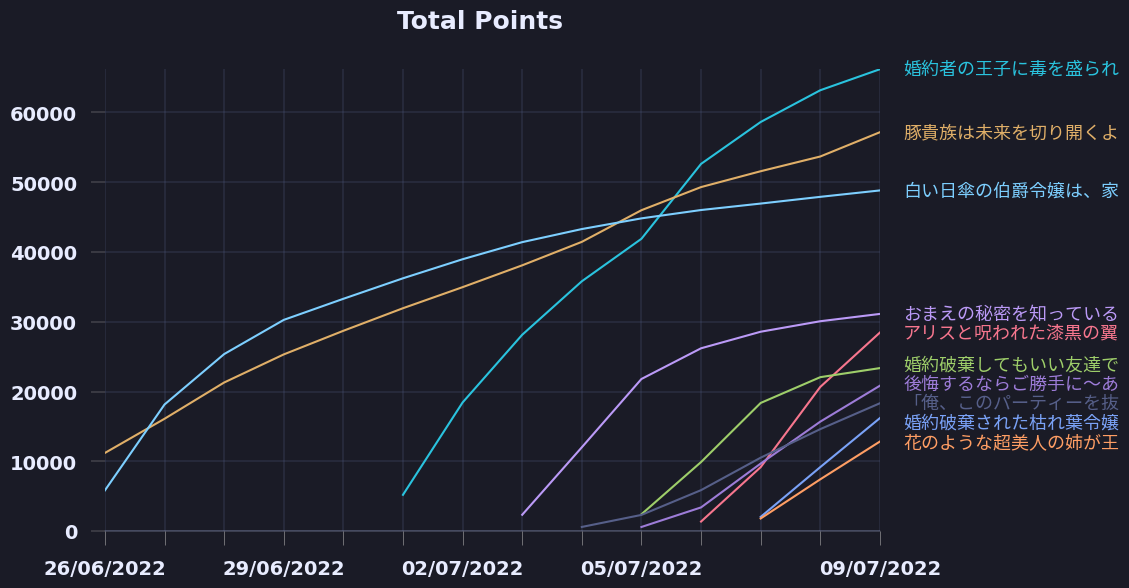 Total Points
60000
50000
40000
30000
20000
10000
0
26/06/2022
29/06/2022
02/07/2022
05/07/2022
09/07/2022
婚約者の王子に毒を盛られ
豚貴族は未来を切り開くよ
白い日傘の伯爵令嬢は、家
おまえの秘密を知っている
アリスと呪われた漆黒の翼
婚約破棄してもいい友達で
後悔するならご勝手に～あ
「俺、このパーティーを抜
婚約破棄された枯れ葉令嬢
花のような超美人の姉が王